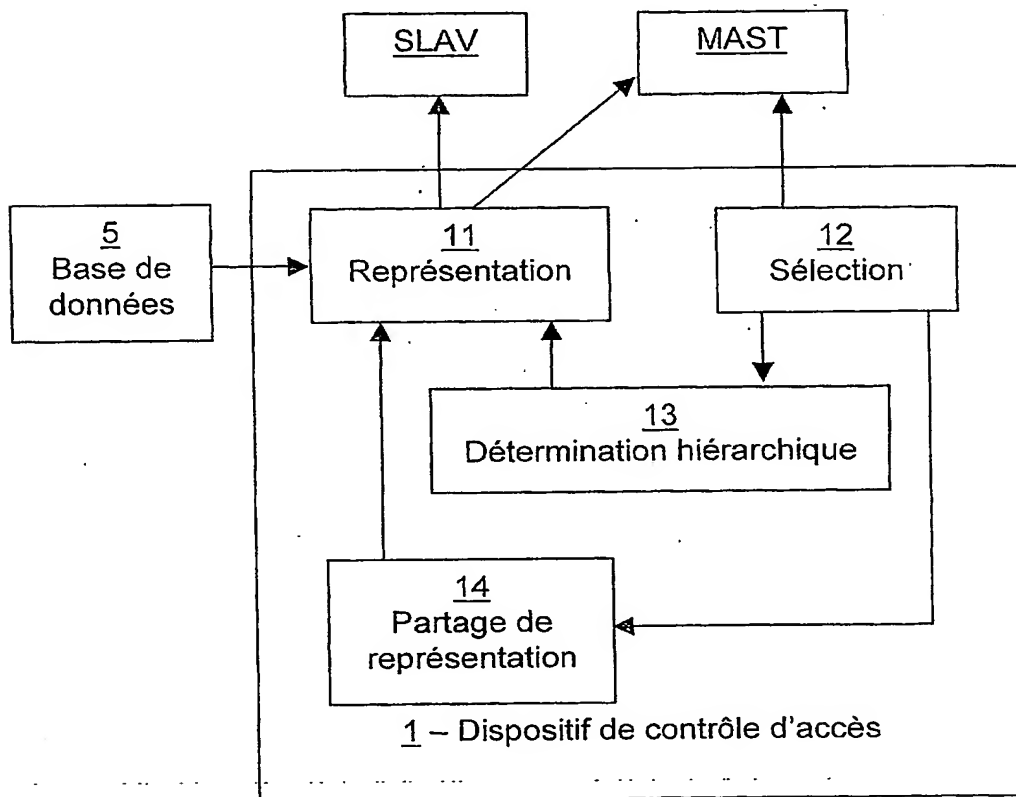 SLAV
MAST
5
Base de
données
11
Représentation
12
Sélection
13
Détermination hiérarchique
14
Partage de
représentation
1 – Dispositif de contrôle d'accès